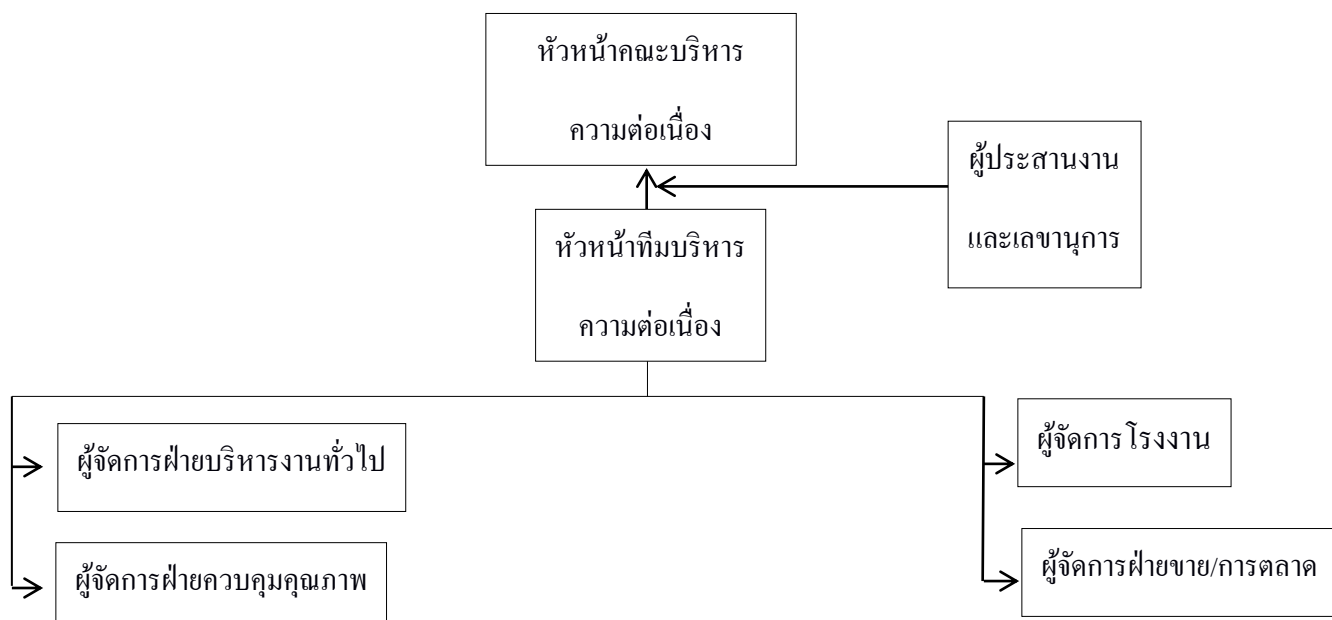 หัวหน้าคณะบริหาร
ความต่อเนื่อง
ผู้ประสานงาน
และเลขานุการ
หัวหน้าทีมบริหาร
ความต่อเนื่อง
ผู้จัดการฝ่ายบริหารงานทั่วไป
ผู้จัดการโรงงาน
ผู้จัดการฝ่ายควบคุมคุณภาพ
ผู้จัดการฝ่ายขาย/การตลาด